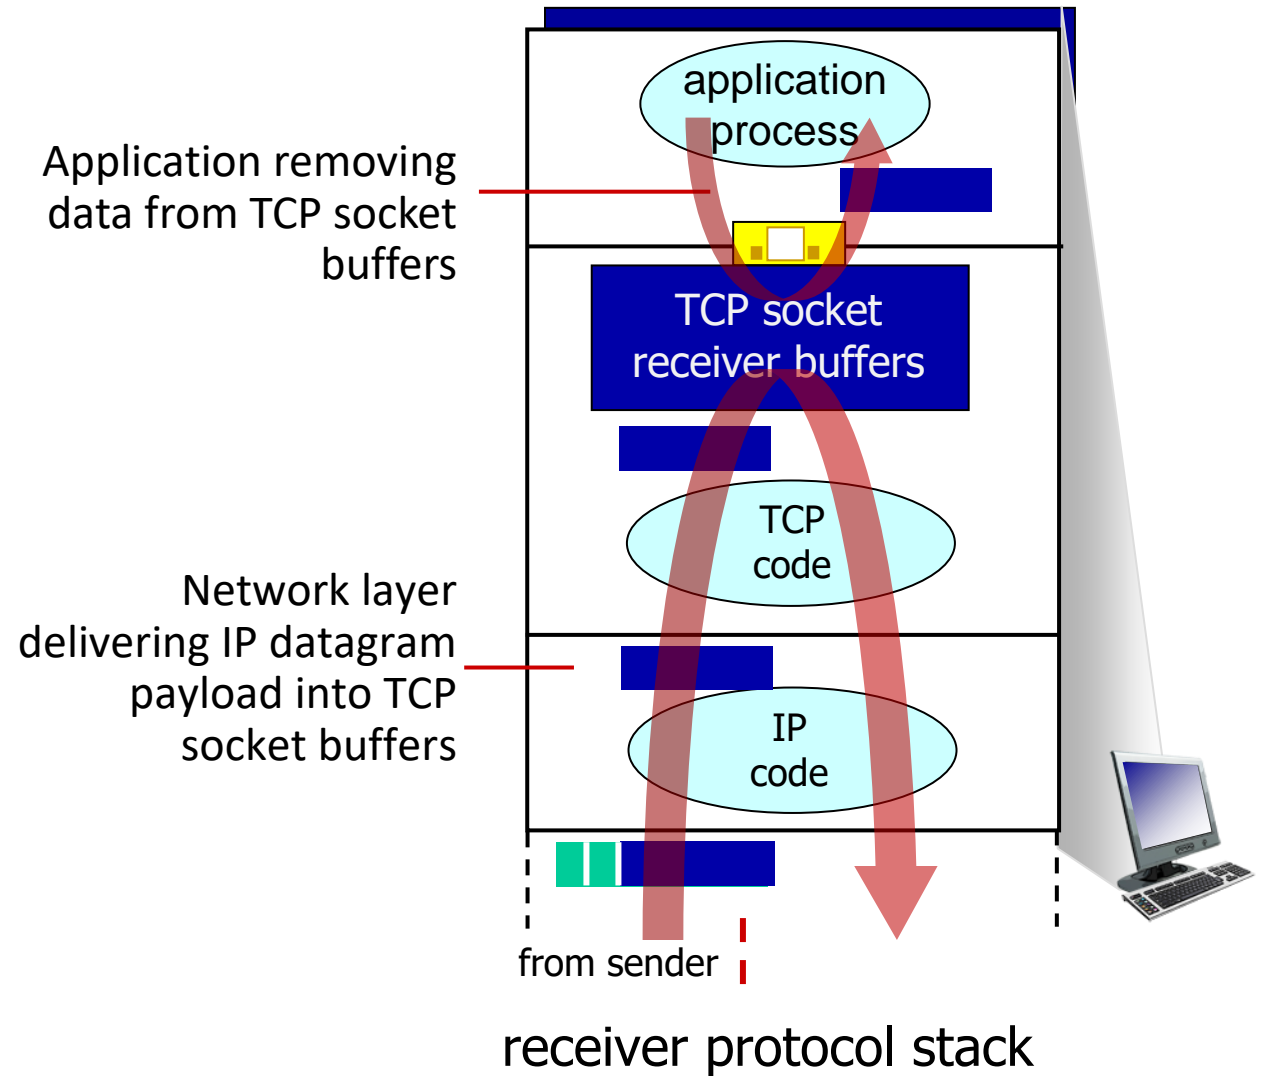 application
process
Application removing
data from TCP socket
buffers
TCP socket
receiver buffers
TCP
code
Network layer
delivering IP datagram
payload into TCP
socket buffers
IP
code
from sender
receiver protocol stack